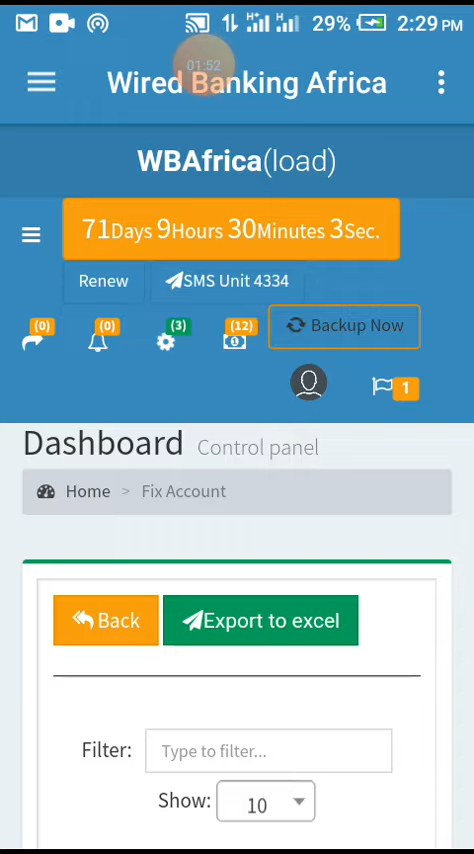 29% 2:29 PM
01:52
Wired Banking Africa
WBAfrica(load)
71Days 9Hours 30Minutes 3Sec.
Renew
SMS Unit 4334
(0) (0) (3) (12)
Backup Now
1
Dashboard Control panel
Home > Fix Account
Back
Export to excel
Filter: Type to filter...
Show: 10